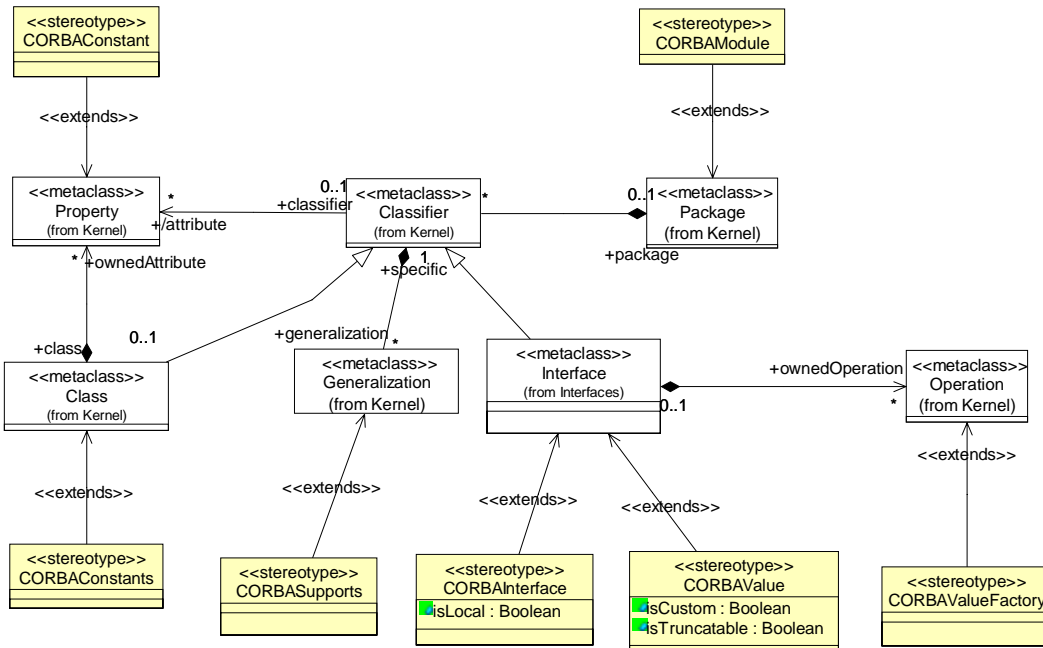 <<stereotype>>
CORBAConstant
<<stereotype>>
CORBAModule
<<extends>>
<<extends>>
<<metaclass>>
Property
(from Kernel)
*
+/attribute
0..1
+classifier
<<metaclass>>
Classifier
(from Kernel)
*
0..1
+package
<<metaclass>>
Package
(from Kernel)
* +ownedAttribute
1
+specific
0..1
+class
+generalization
*
<<metaclass>>
Class
(from Kernel)
<<metaclass>>
Generalization
(from Kernel)
<<metaclass>>
Interface
(from Interfaces)
0..1
+ownedOperation
*
<<metaclass>>
Operation
(from Kernel)
<<extends>>
<<extends>>
<<extends>>
<<extends>>
<<extends>>
<<stereotype>>
CORBAConstants
<<stereotype>>
CORBASupports
<<stereotype>>
CORBAInterface
isLocal : Boolean
<<stereotype>>
CORBAValue
isCustom : Boolean
isTruncatable : Boolean
<<stereotype>>
CORBAValueFactory